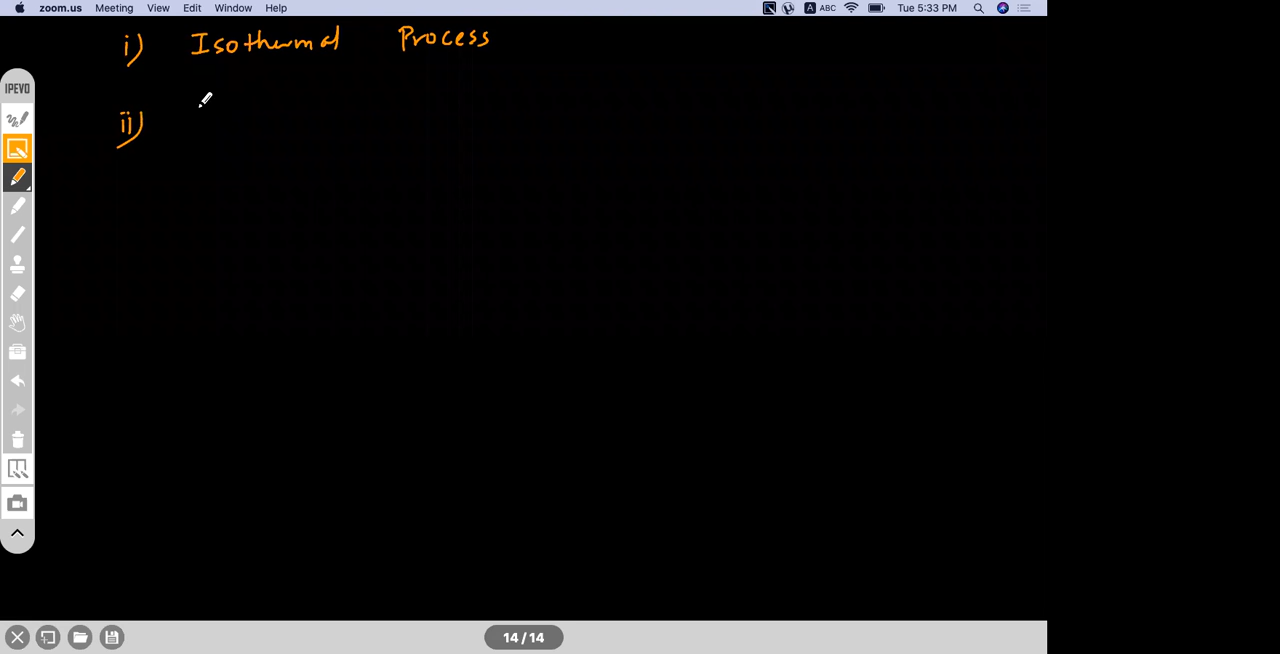 zoom.us Meeting View Edit Window Help A ABC Tue 5:33 PM
i) Isothermal Process
IPEVO
ii)
14 / 14